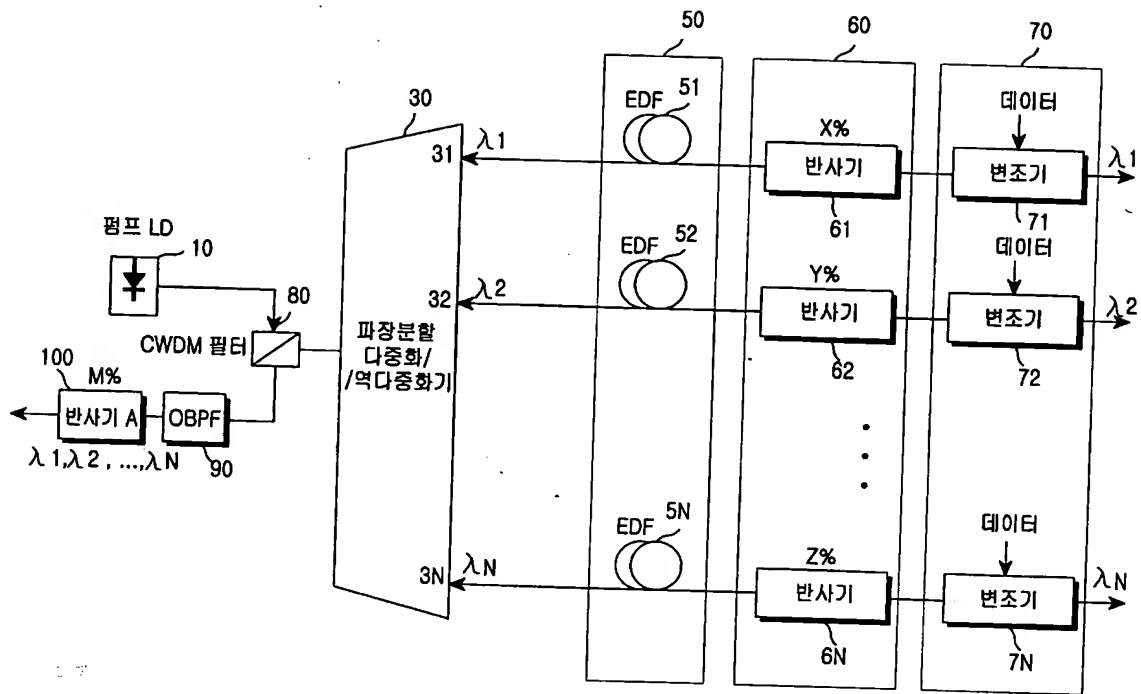 50
60
70
30
EDF
51
데이터
X%
31
λ1
반사기
변조기
λ1
펌프 LD
61
71
10
EDF
52
데이터
80
32
λ2
Y%
반사기
변조기
λ2
CWDM 필터
파장분할
다중화/
/역다중화기
62
72
100
M%
반사기 A
OBPF
λ1,λ2, ...,λN
90
EDF
5N
데이터
3N
λN
Z%
반사기
변조기
λN
6N
7N